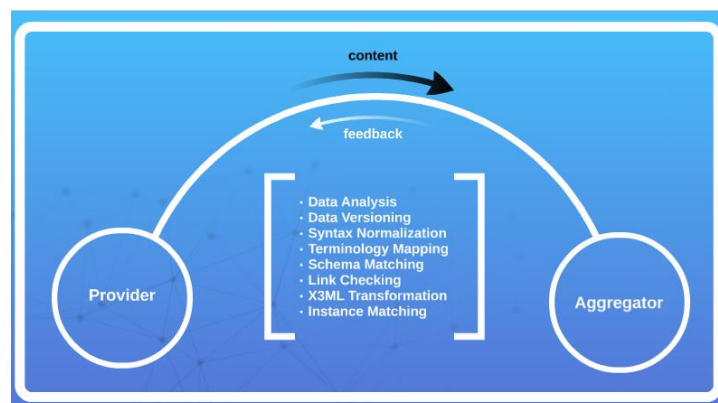 content
feedback
· Data Analysis
· Data Versioning
· Syntax Normalization
· Terminology Mapping
· Schema Matching
· Link Checking
· X3ML Transformation
· Instance Matching
Provider
Aggregator